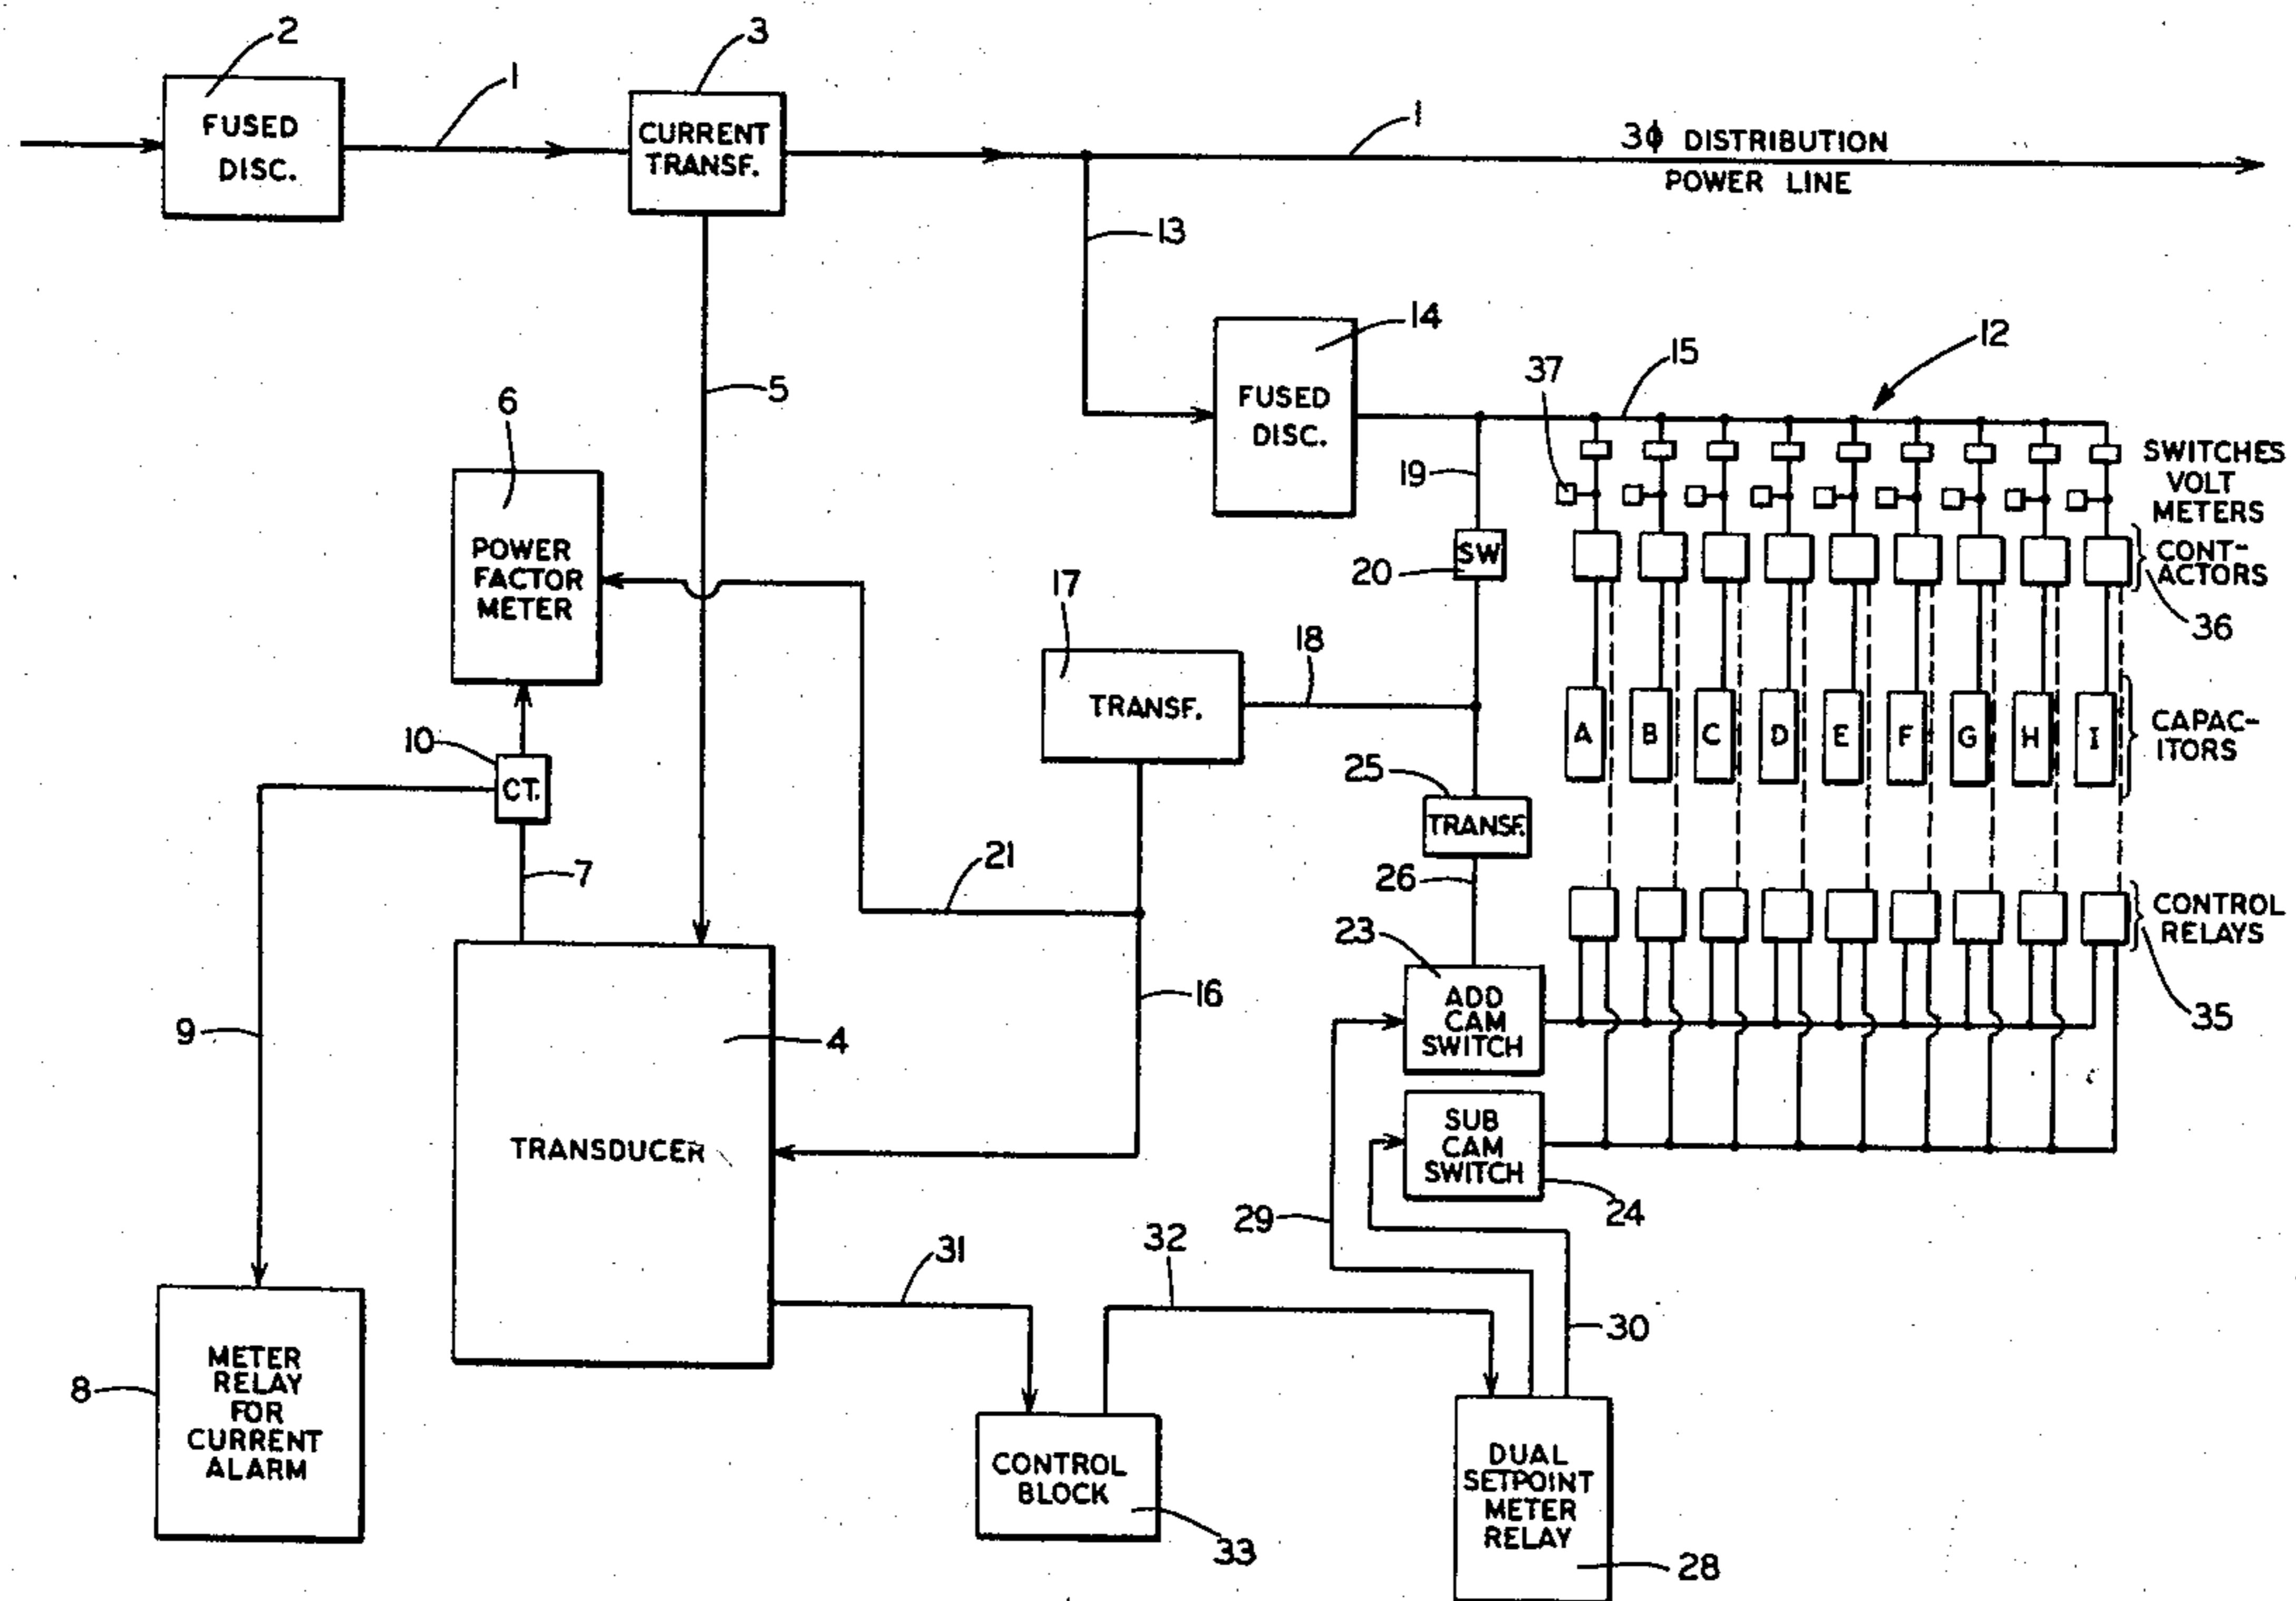 2
3
1
1
FUSED
DISC.
CURRENT
TRANSF.
3ϕ DISTRIBUTION
POWER LINE
13
14
12
15
37
5
6
FUSED
DISC.
SWITCHES
VOLT
METERS
19
CONT-
ACTORS
36
POWER
FACTOR
METER
SW
20
17
18
TRANSF.
A B C D E F G H I
CAPAC-
ITORS
10
CT.
25
TRANSF.
7
21
26
CONTROL
RELAYS
35
23
16
ADD
CAM
SWITCH
9
4
TRANSDUCER
SUB
CAM
SWITCH
24
29
31
32
30
8
METER
RELAY
FOR
CURRENT
ALARM
CONTROL
BLOCK
33
DUAL
SETPOINT
METER
RELAY
28